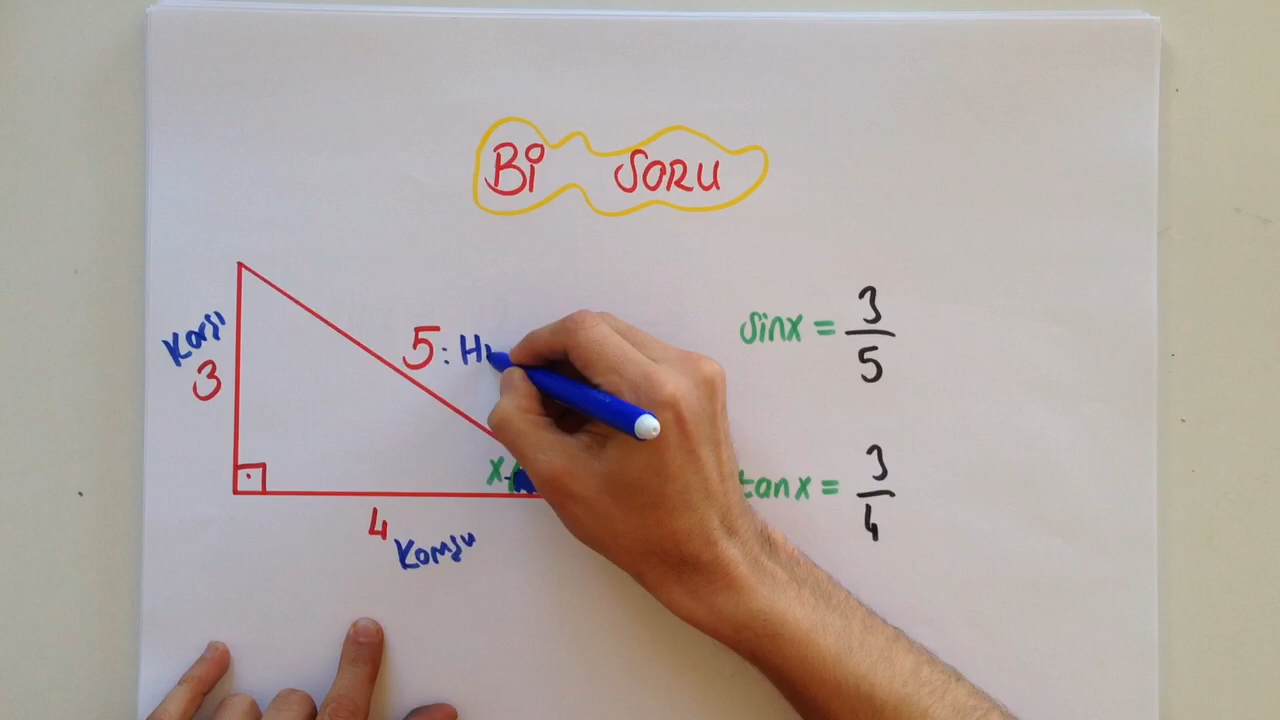 Bi SORU
Karşı
3
5: H
x
4
Komşu
sinx = 3/5
tanx = 3/4